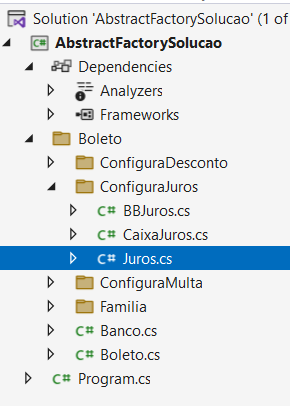 Solution 'AbstractFactorySolucao' (1 of
C# AbstractFactorySolucao
Dependencies
Analyzers
Frameworks
Boleto
ConfiguraDesconto
ConfiguraJuros
C# BBJuros.cs
C# CaixaJuros.cs
C# Juros.cs
ConfiguraMulta
Familia
C# Banco.cs
C# Boleto.cs
C# Program.cs